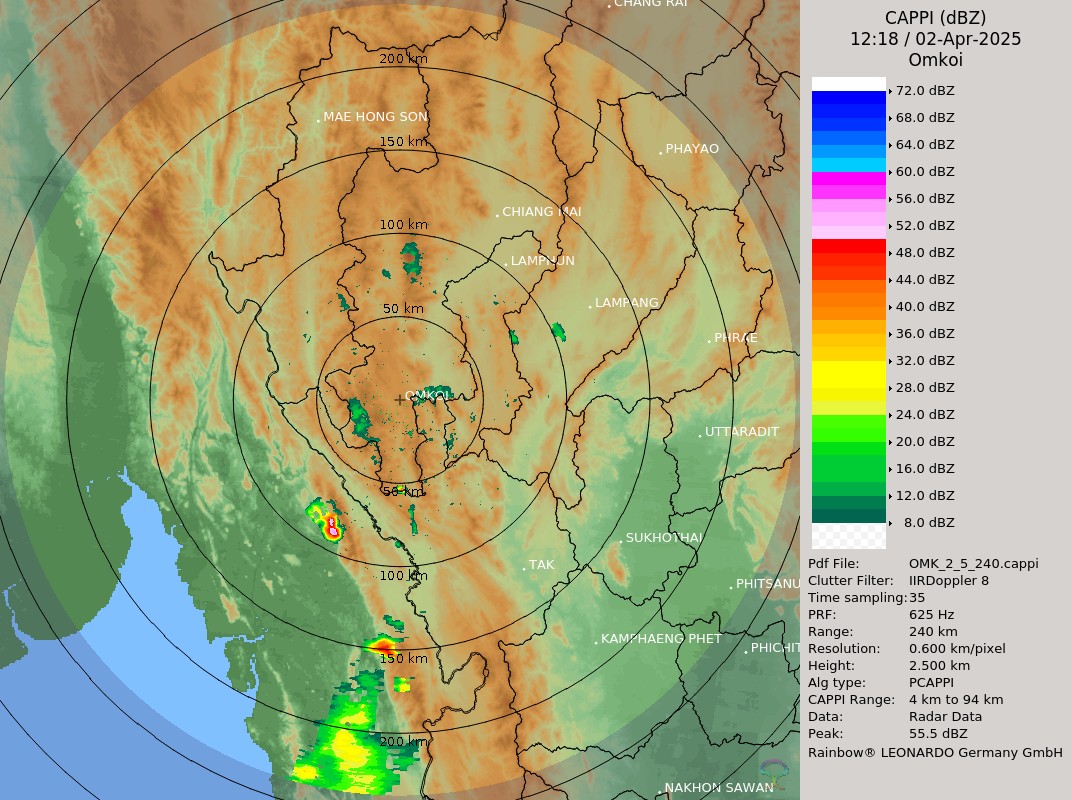 CHANG RAI
200 km
MAE HONG SON
150 km
PHAYAO
CHIANG MAI
100 km
LAMPHUN
LAMPANG
50 km
PHRAE
OMKOI
UTTARADIT
50 km
SUKHOTHAI
TAK
100 km
PHITSANU
KAMPHAENG PHET
PHICHIT
150 km
200 km
NAKHON SAWAN
CAPPI (dBZ)
12:18 / 02-Apr-2025
Omkoi
72.0 dBZ
68.0 dBZ
64.0 dBZ
60.0 dBZ
56.0 dBZ
52.0 dBZ
48.0 dBZ
44.0 dBZ
40.0 dBZ
36.0 dBZ
32.0 dBZ
28.0 dBZ
24.0 dBZ
20.0 dBZ
16.0 dBZ
12.0 dBZ
8.0 dBZ
Pdf File: OMK_2_5_240.cappi
Clutter Filter: IIRDoppler 8
Time sampling: 35
PRF: 625 Hz
Range: 240 km
Resolution: 0.600 km/pixel
Height: 2.500 km
Alg type: PCAPPI
CAPPI Range: 4 km to 94 km
Data: Radar Data
Peak: 55.5 dBZ
Rainbow® LEONARDO Germany GmbH